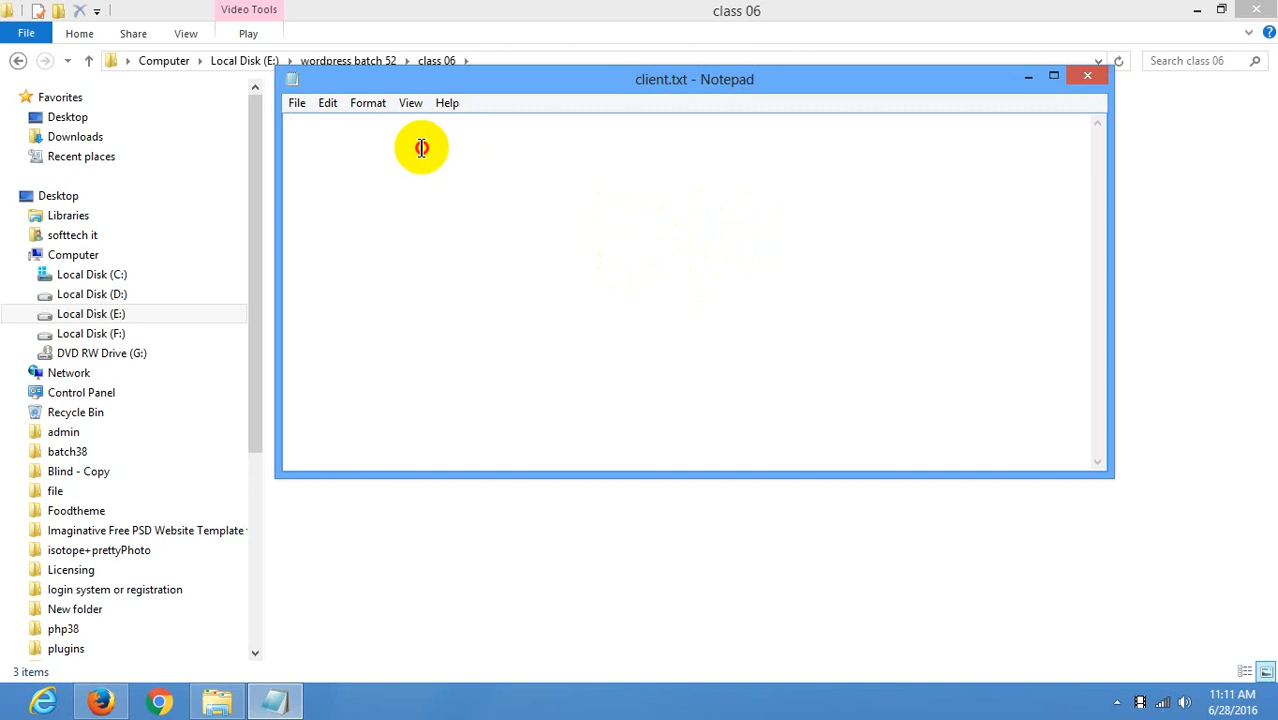 Video Tools
class 06
File
Home
Share
View
Play
Computer
Local Disk (E:)
wordpress batch 52
class 06
Search class 06
client.txt - Notepad
File
Edit
Format
View
Help
Favorites
Desktop
Downloads
Recent places
Desktop
Libraries
softtech it
Computer
Local Disk (C:)
Local Disk (D:)
Local Disk (E:)
Local Disk (F:)
DVD RW Drive (G:)
Network
Control Panel
Recycle Bin
admin
batch38
Blind - Copy
file
Foodtheme
Imaginative Free PSD Website Template
isotope+prettyPhoto
Licensing
login system or registration
New folder
php38
plugins
3 items
11:11 AM
6/28/2016